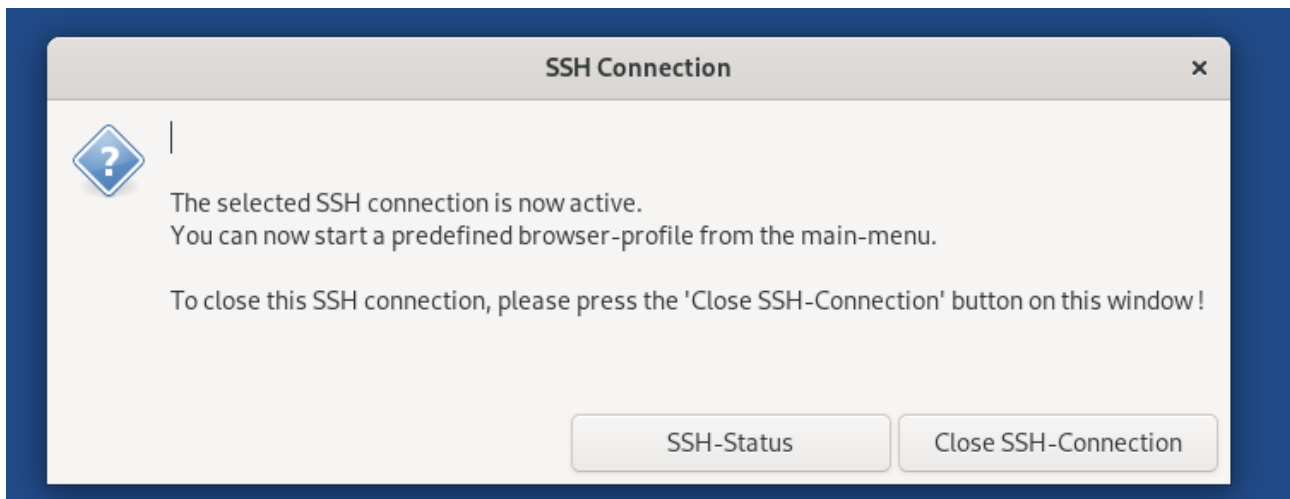 SSH Connection
×
?
The selected SSH connection is now active.
You can now start a predefined browser-profile from the main-menu.
To close this SSH connection, please press the 'Close SSH-Connection' button on this window !
SSH-Status
Close SSH-Connection